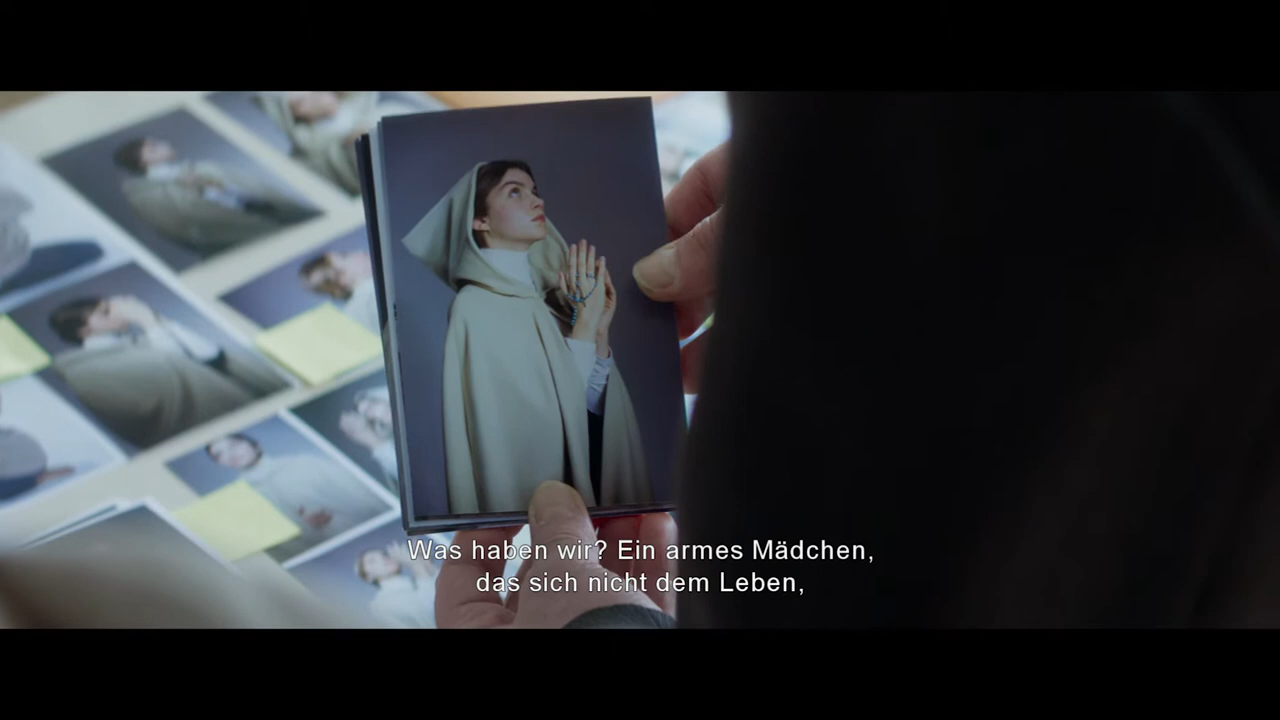 Was haben wir? Ein armes Mädchen,
das sich nicht dem Leben,